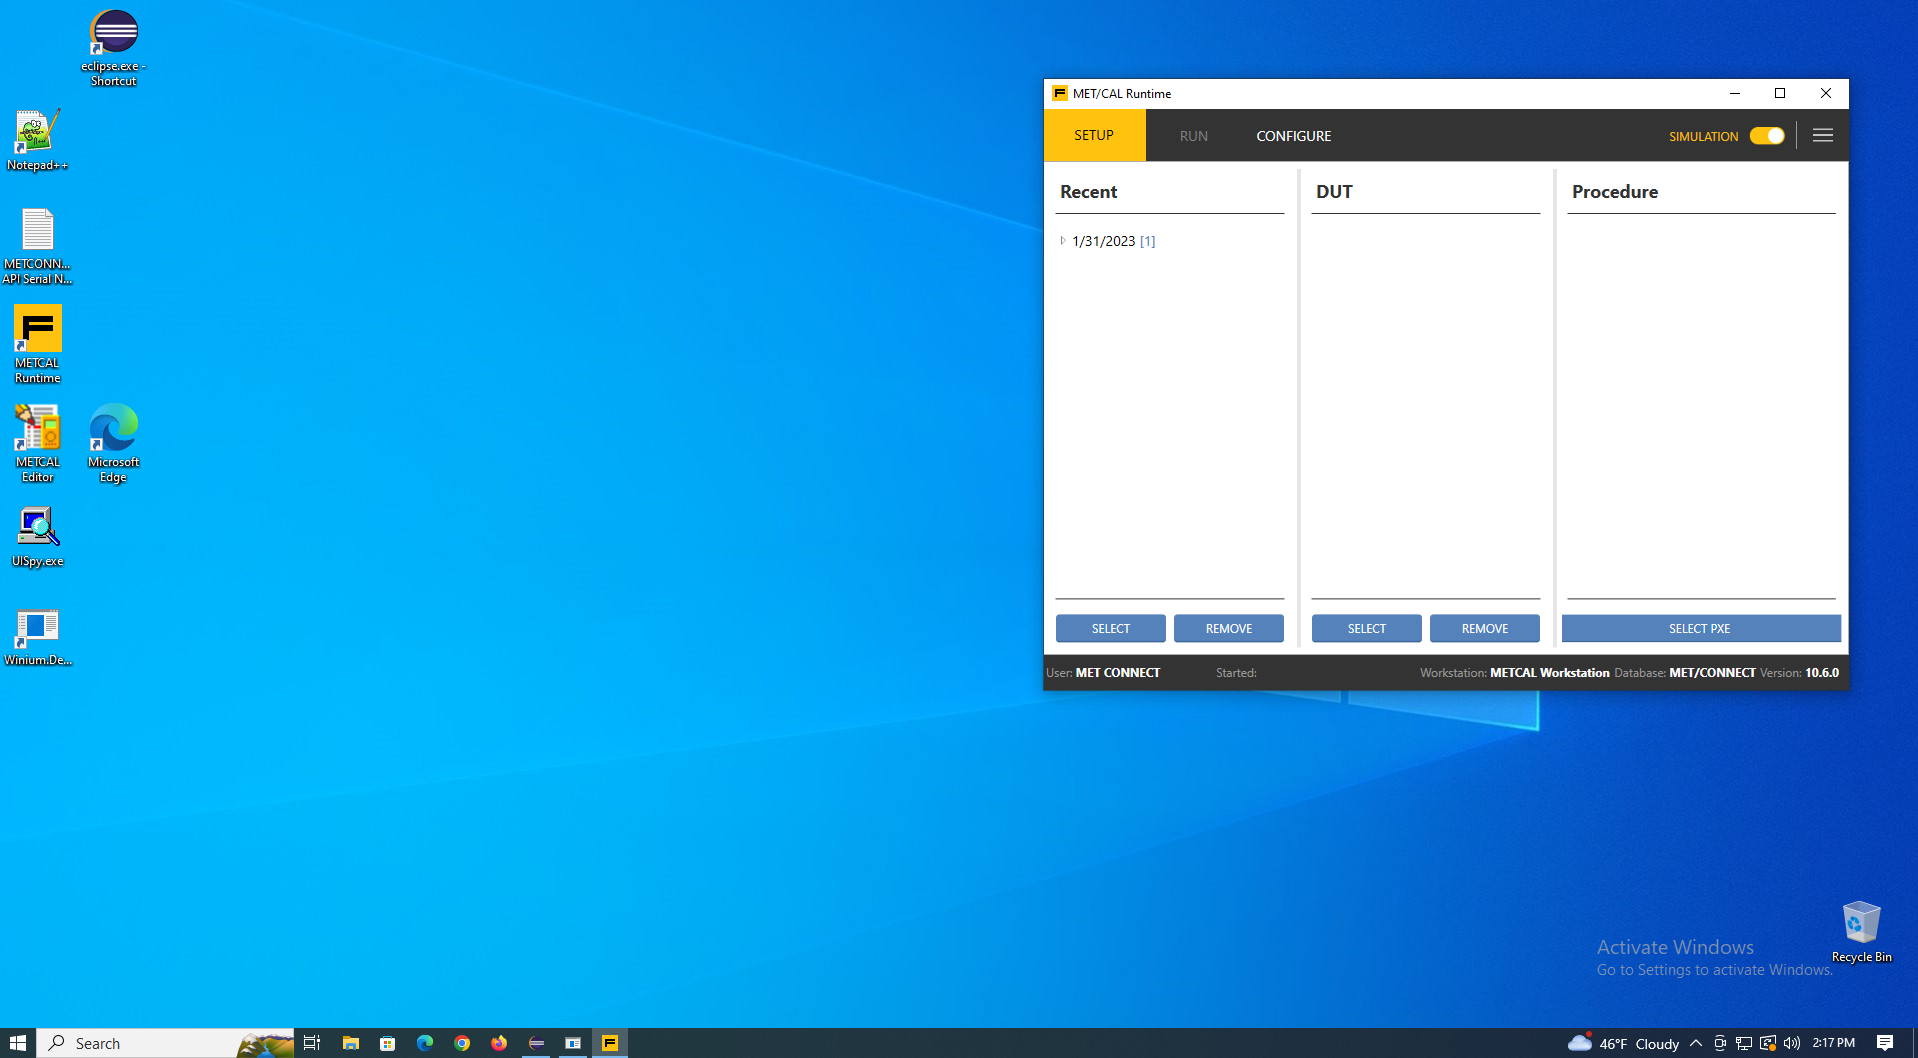 eclipse.exe -
Shortcut
Notepad++
METCONN...
API Serial N...
METCAL
Runtime
METCAL
Editor
Microsoft
Edge
UISpy.exe
Winium.De...
MET/CAL Runtime
SETUP
RUN
CONFIGURE
SIMULATION
Recent
DUT
Procedure
1/31/2023 [1]
SELECT
REMOVE
SELECT
REMOVE
SELECT PXE
User: MET CONNECT
Started:
Workstation: METCAL Workstation Database: MET/CONNECT Version: 10.6.0
Activate Windows
Go to Settings to activate Windows.
Recycle Bin
Search
46°F Cloudy
2:17 PM